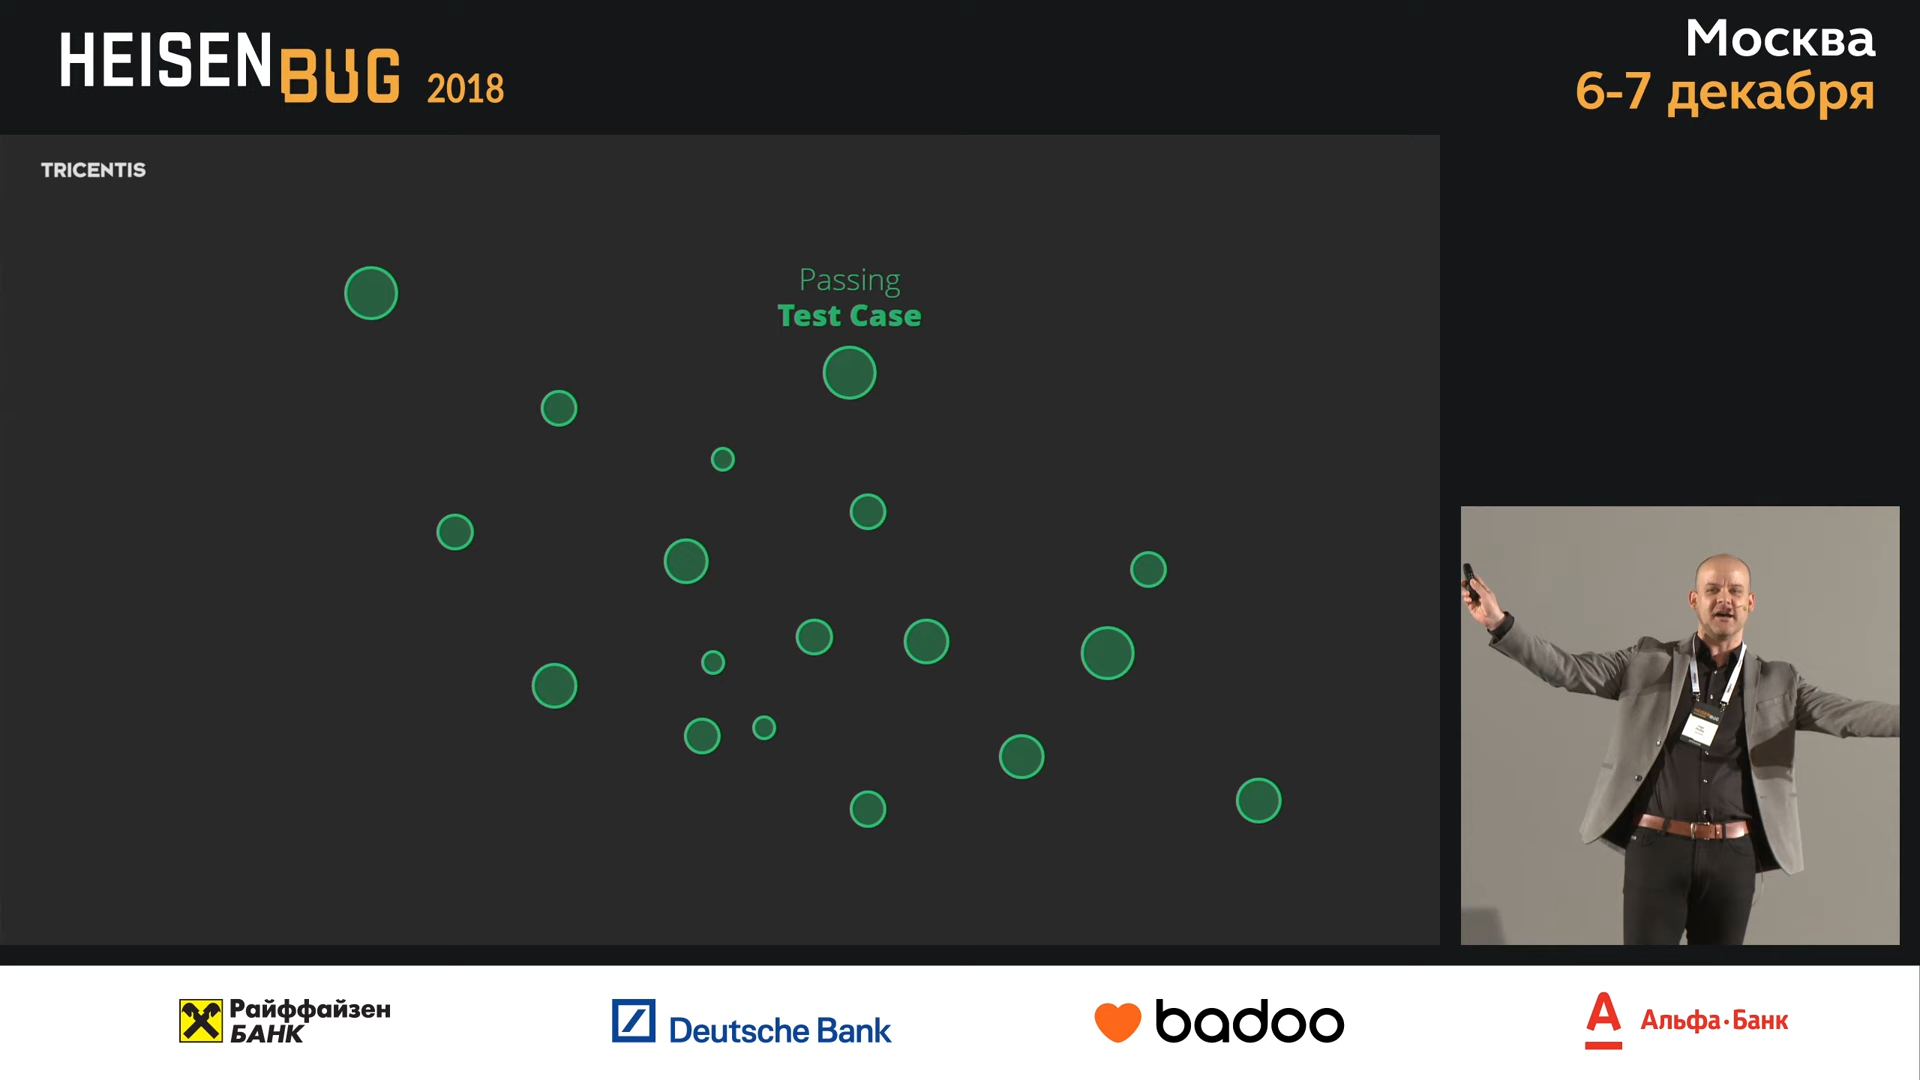 HEISENBUG 2018
Москва
6-7 декабря
TRICENTIS
Passing
Test Case
Райффайзен
БАНК
Deutsche Bank
badoo
Альфа·Банк